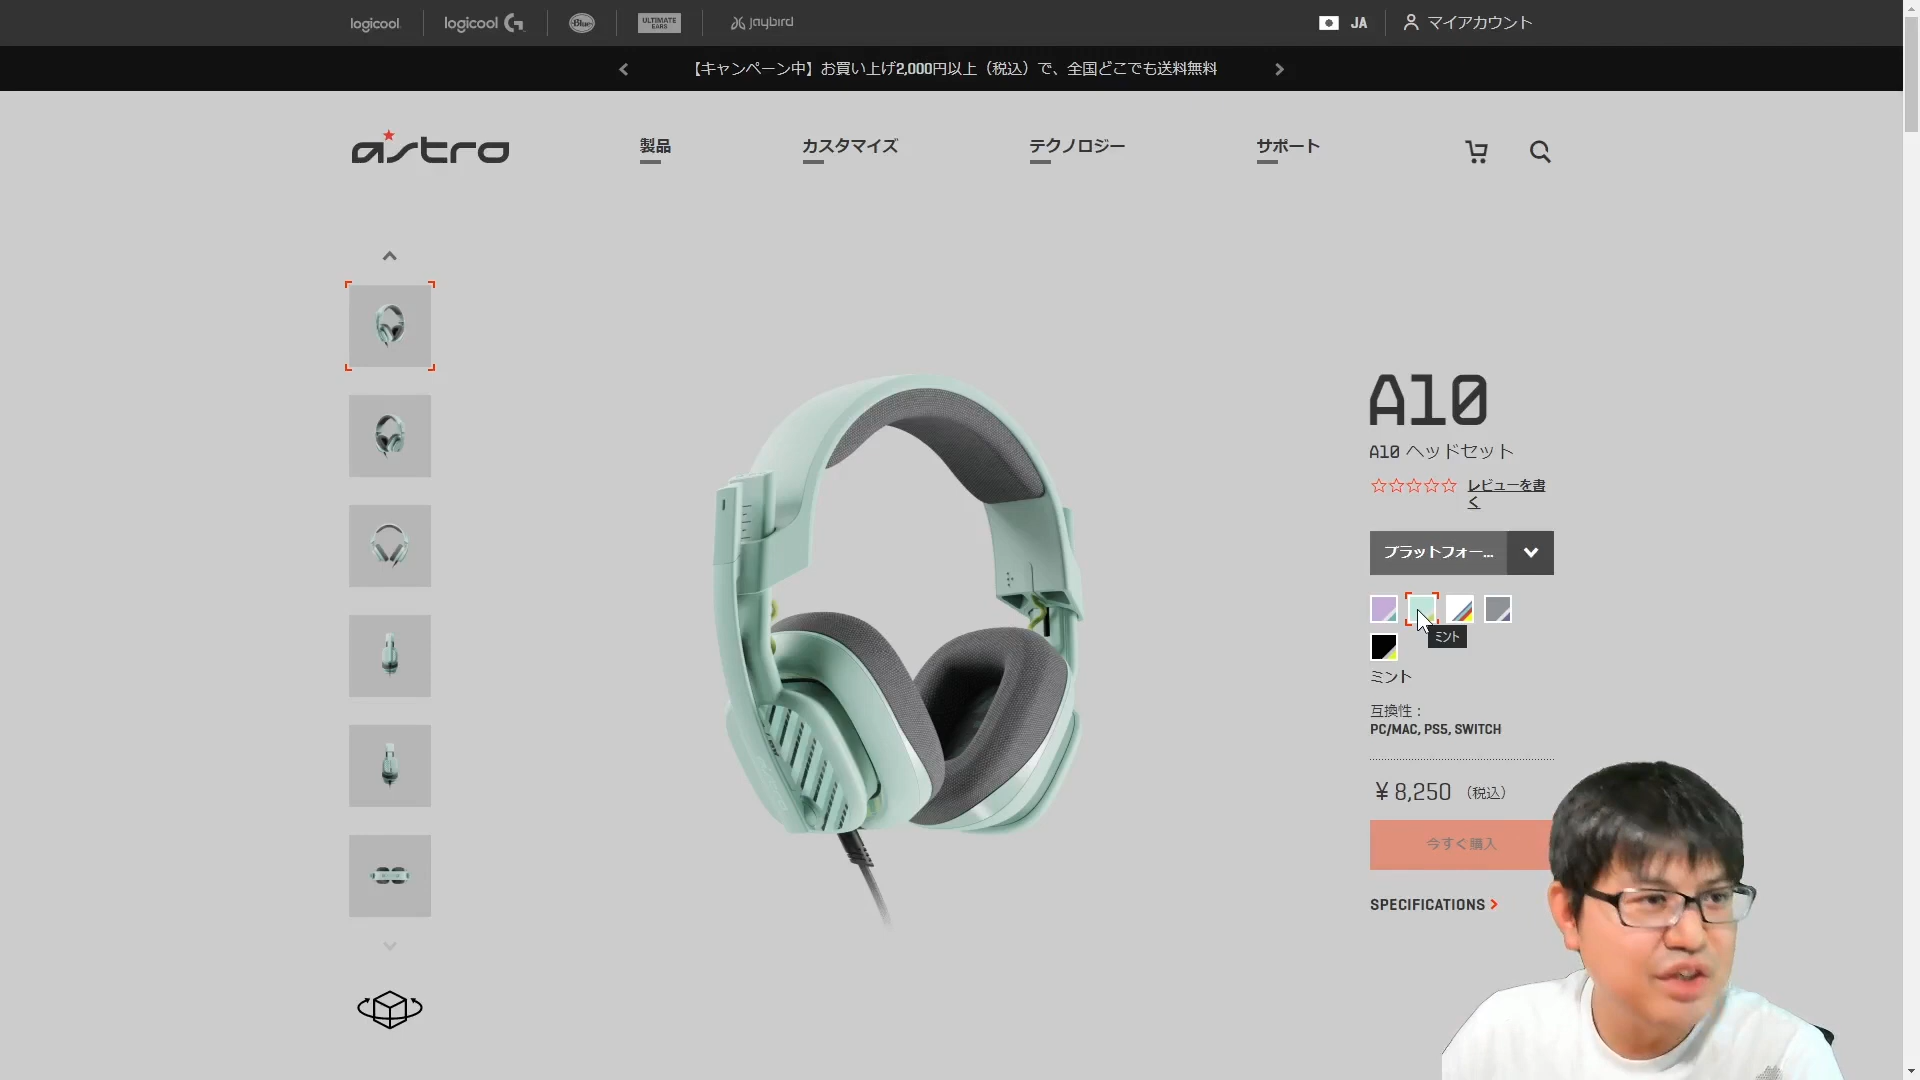 logicool
logicool G
Blue
ULTIMATE EARS
jaybird
JA
マイアカウント
【キャンペーン中】お買い上げ2,000円以上（税込）で、全国どこでも送料無料
astro
製品
カスタマイズ
テクノロジー
サポート
A10
A10 ヘッドセット
レビューを書
く
プラットフォー...
ミント
ミント
互換性：
PC/MAC, PS5, SWITCH
￥8,250 （税込）
今すぐ購入
SPECIFICATIONS